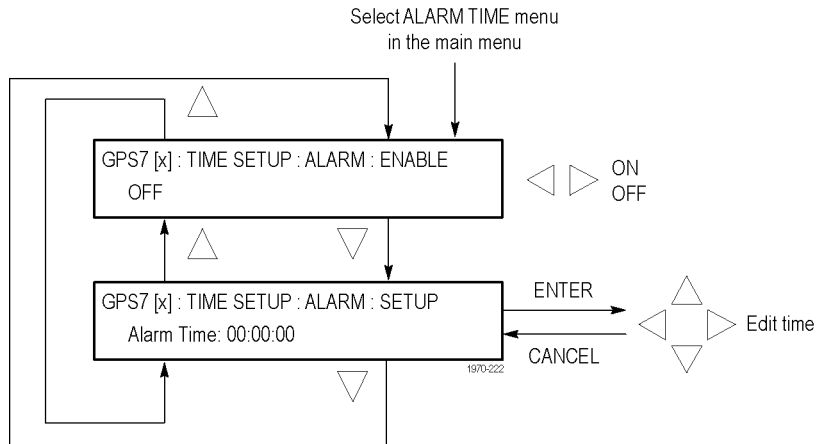 Select ALARM TIME menu
in the main menu
GPS7 [x] : TIME SETUP : ALARM : ENABLE
OFF
ON
OFF
GPS7 [x] : TIME SETUP : ALARM : SETUP
Alarm Time: 00:00:00
ENTER
CANCEL
Edit time
1970-222